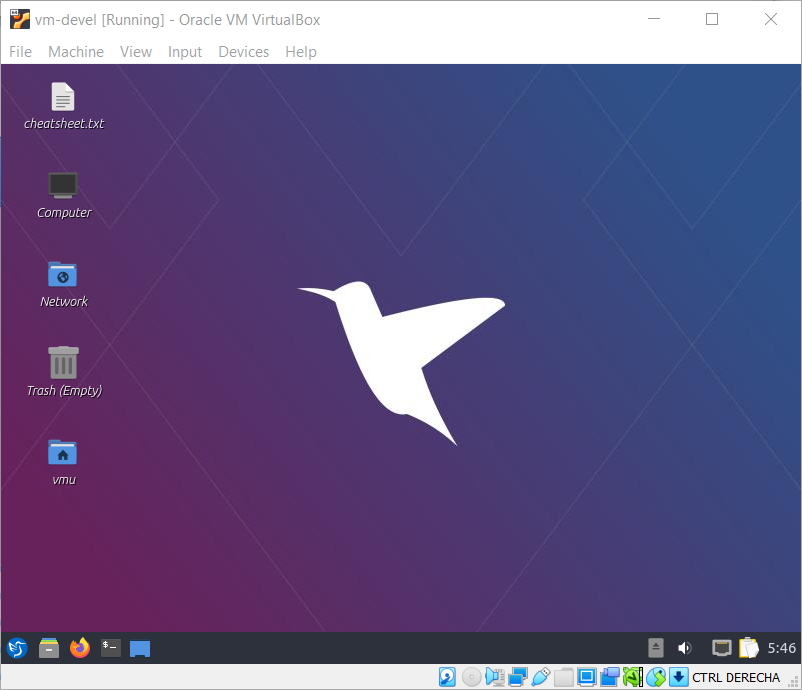 vm-devel [Running] - Oracle VM VirtualBox
File Machine View Input Devices Help
cheatsheet.txt
Computer
Network
Trash (Empty)
vmu
5:46
CTRL DERECHA